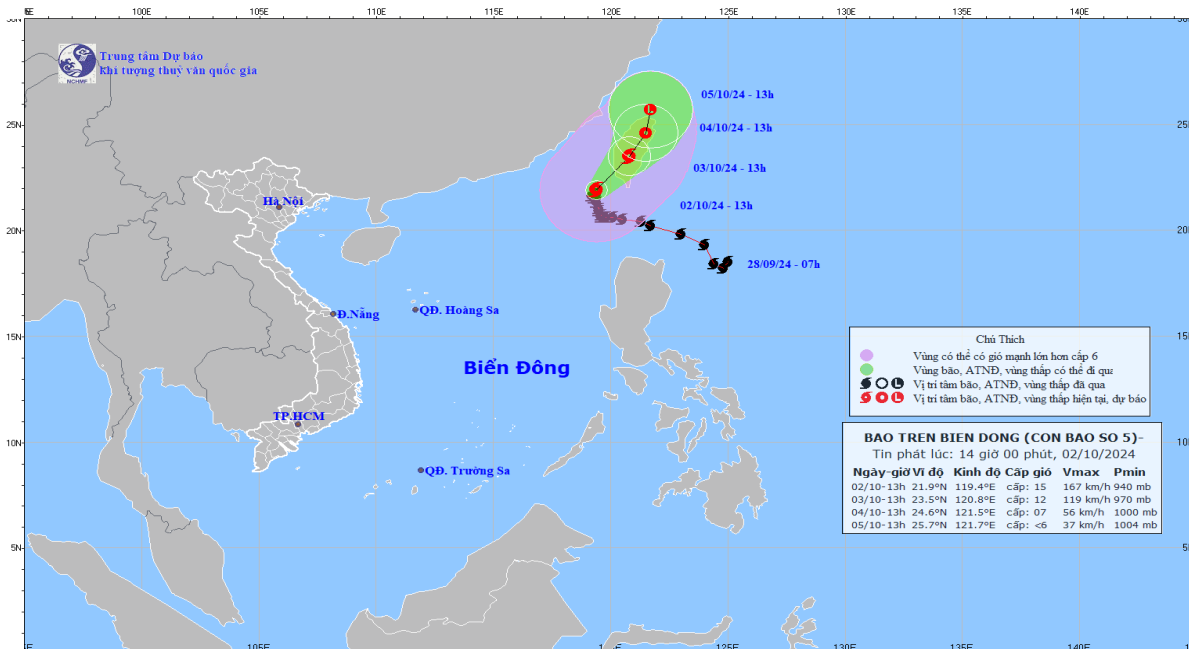 E
100E
105E
110E
115E
120E
125E
130E
135E
140E
30N
Trung tâm Dự báo
khí tượng thuỷ văn quốc gia
NCHMF
05/10/24 - 13h
04/10/24 - 13h
25N
03/10/24 - 13h
Hà Nội
02/10/24 - 13h
20N
28/09/24 - 07h
QĐ. Hoàng Sa
Đ.Nẵng
15N
Biển Đông
TP.HCM
10N
QĐ. Trường Sa
5N
Chú Thích
Vùng có thể có gió mạnh lớn hơn cấp 6
Vùng bão, ATNĐ, vùng thấp có thể đi qua
Vị trí tâm bão, ATNĐ, vùng thấp đã qua
Vị trí tâm bão, ATNĐ, vùng thấp hiện tại, dự báo
BAO TREN BIEN DONG (CON BAO SO 5)-
Tin phát lúc: 14 giờ 00 phút, 02/10/2024
Ngày-giờ Vĩ độ Kinh độ Cấp gió Vmax Pmin
02/10-13h 21.9°N 119.4°E cấp: 15 167 km/h 940 mb
03/10-13h 23.5°N 120.8°E cấp: 12 119 km/h 970 mb
04/10-13h 24.6°N 121.5°E cấp: 07 56 km/h 1000 mb
05/10-13h 25.7°N 121.7°E cấp: <6 37 km/h 1004 mb
E
105E
110E
115E
120E
125E
130E
135E
140E